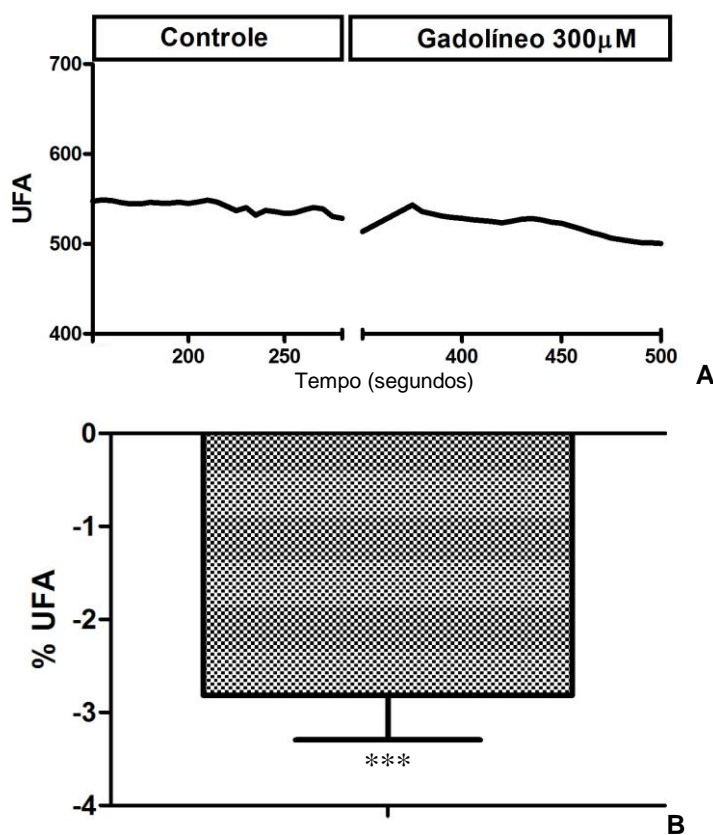 Controle Gadolíneo 300μM
700
600
500
400
UFA
200 250 400 450 500
Tempo (segundos)
A
0
-1
-2
-3
-4
% UFA
***
B